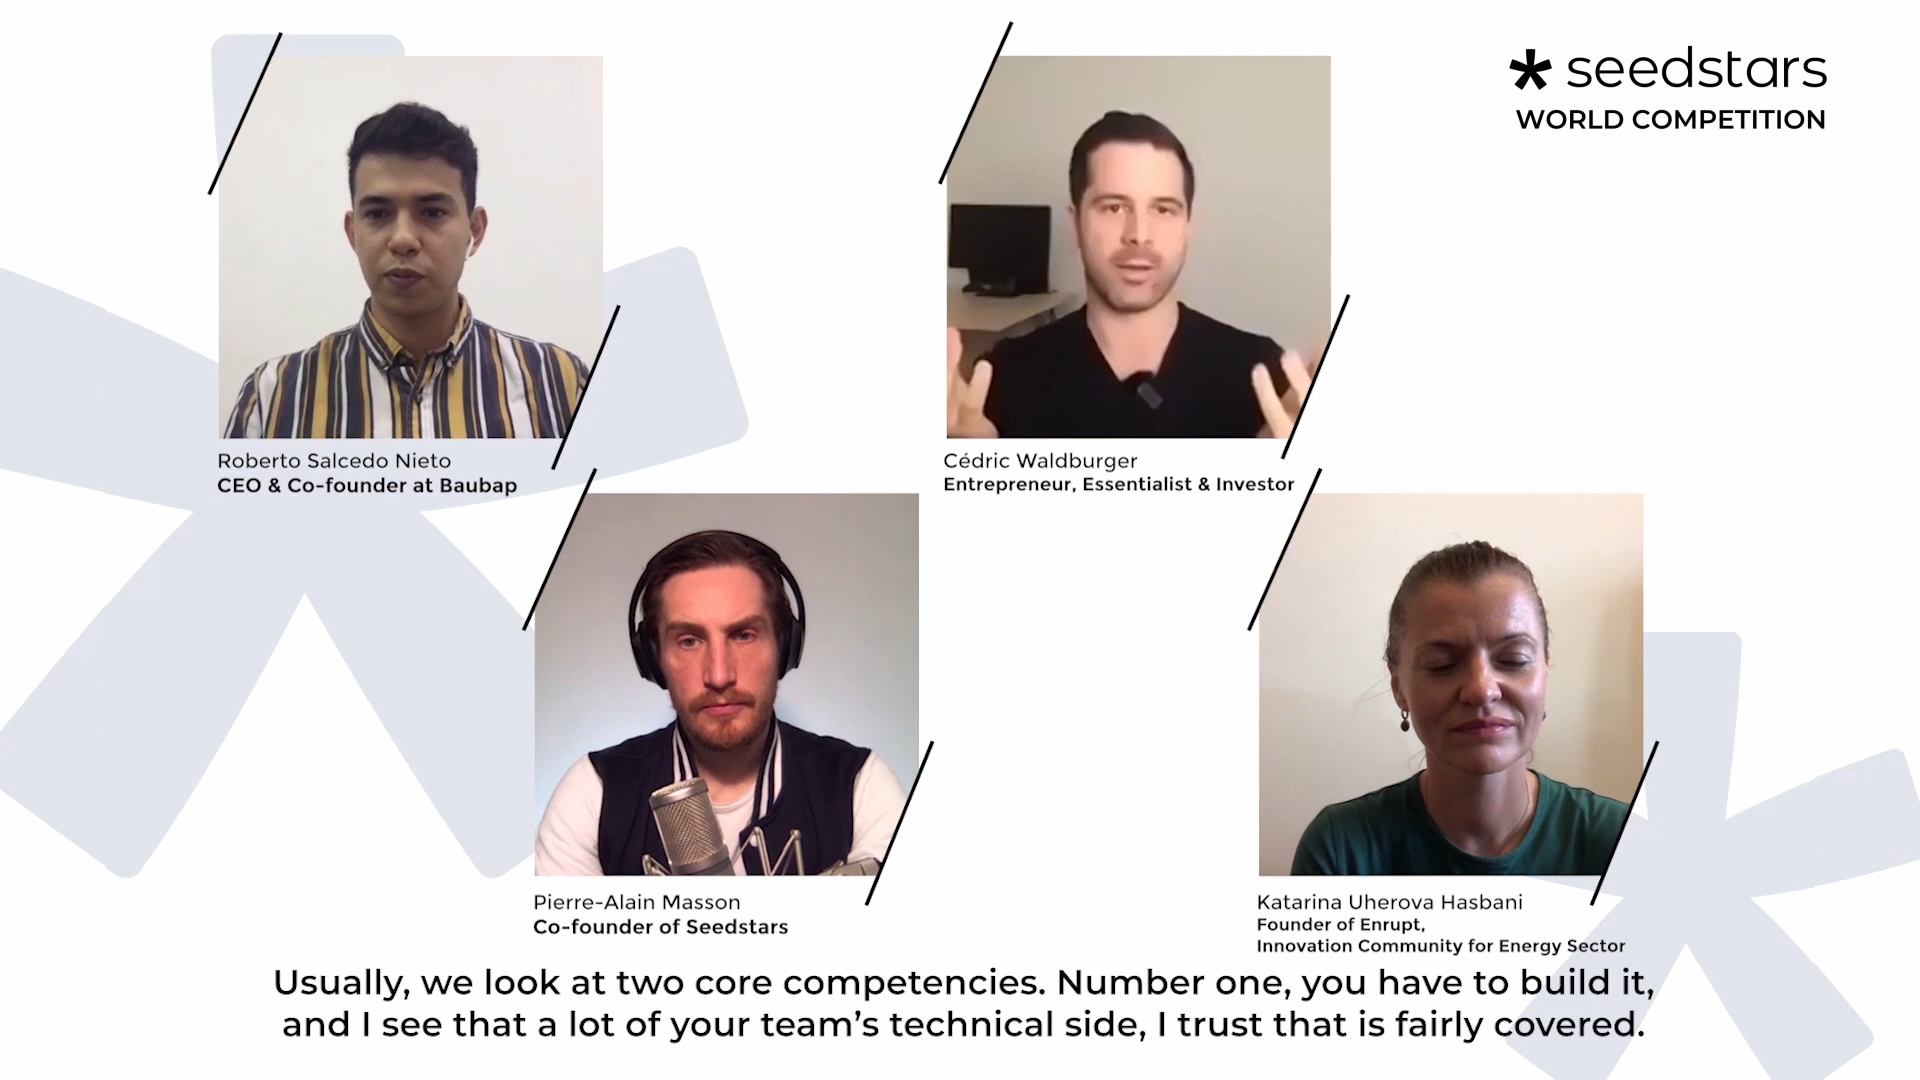 seedstars
WORLD COMPETITION
Roberto Salcedo Nieto
CEO & Co-founder at Baubap
Cédric Waldburger
Entrepreneur, Essentialist & Investor
Pierre-Alain Masson
Co-founder of Seedstars
Katarina Uherova Hasbani
Founder of Enrupt,
Innovation Community for Energy Sector
Usually, we look at two core competencies. Number one, you have to build it,
and I see that a lot of your team’s technical side, I trust that is fairly covered.